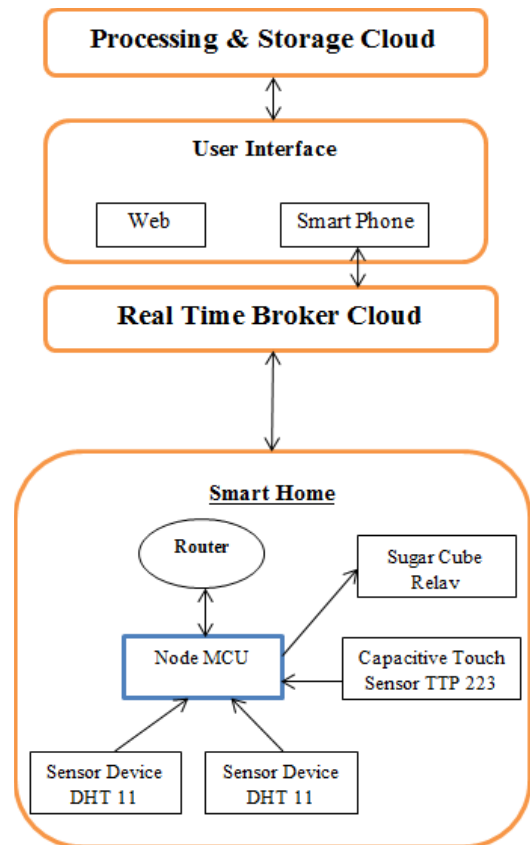 Processing & Storage Cloud
User Interface
Web
Smart Phone
Real Time Broker Cloud
Smart Home
Router
Sugar Cube
Relav
Node MCU
Capacitive Touch
Sensor TTP 223
Sensor Device
DHT 11
Sensor Device
DHT 11